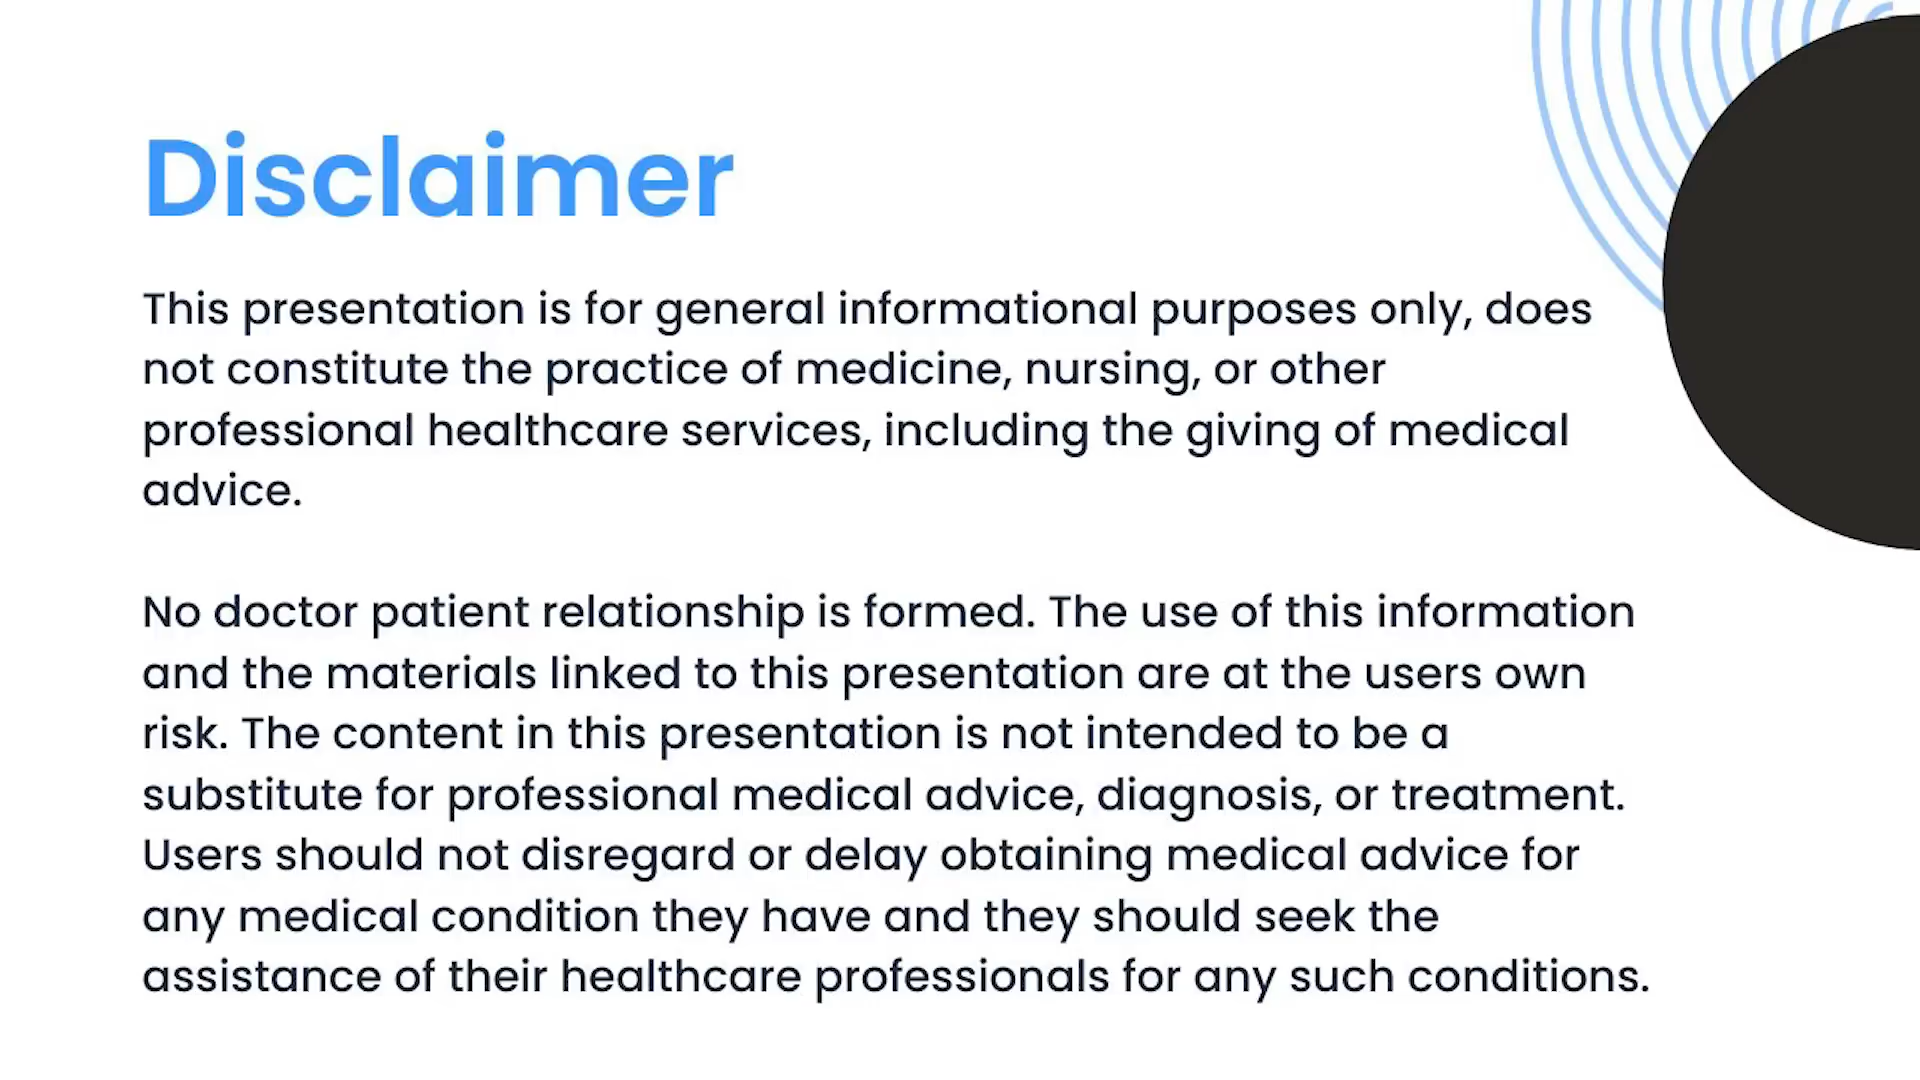 Disclaimer
This presentation is for general informational purposes only, does
not constitute the practice of medicine, nursing, or other
professional healthcare services, including the giving of medical
advice.
No doctor patient relationship is formed. The use of this information
and the materials linked to this presentation are at the users own
risk. The content in this presentation is not intended to be a
substitute for professional medical advice, diagnosis, or treatment.
Users should not disregard or delay obtaining medical advice for
any medical condition they have and they should seek the
assistance of their healthcare professionals for any such conditions.